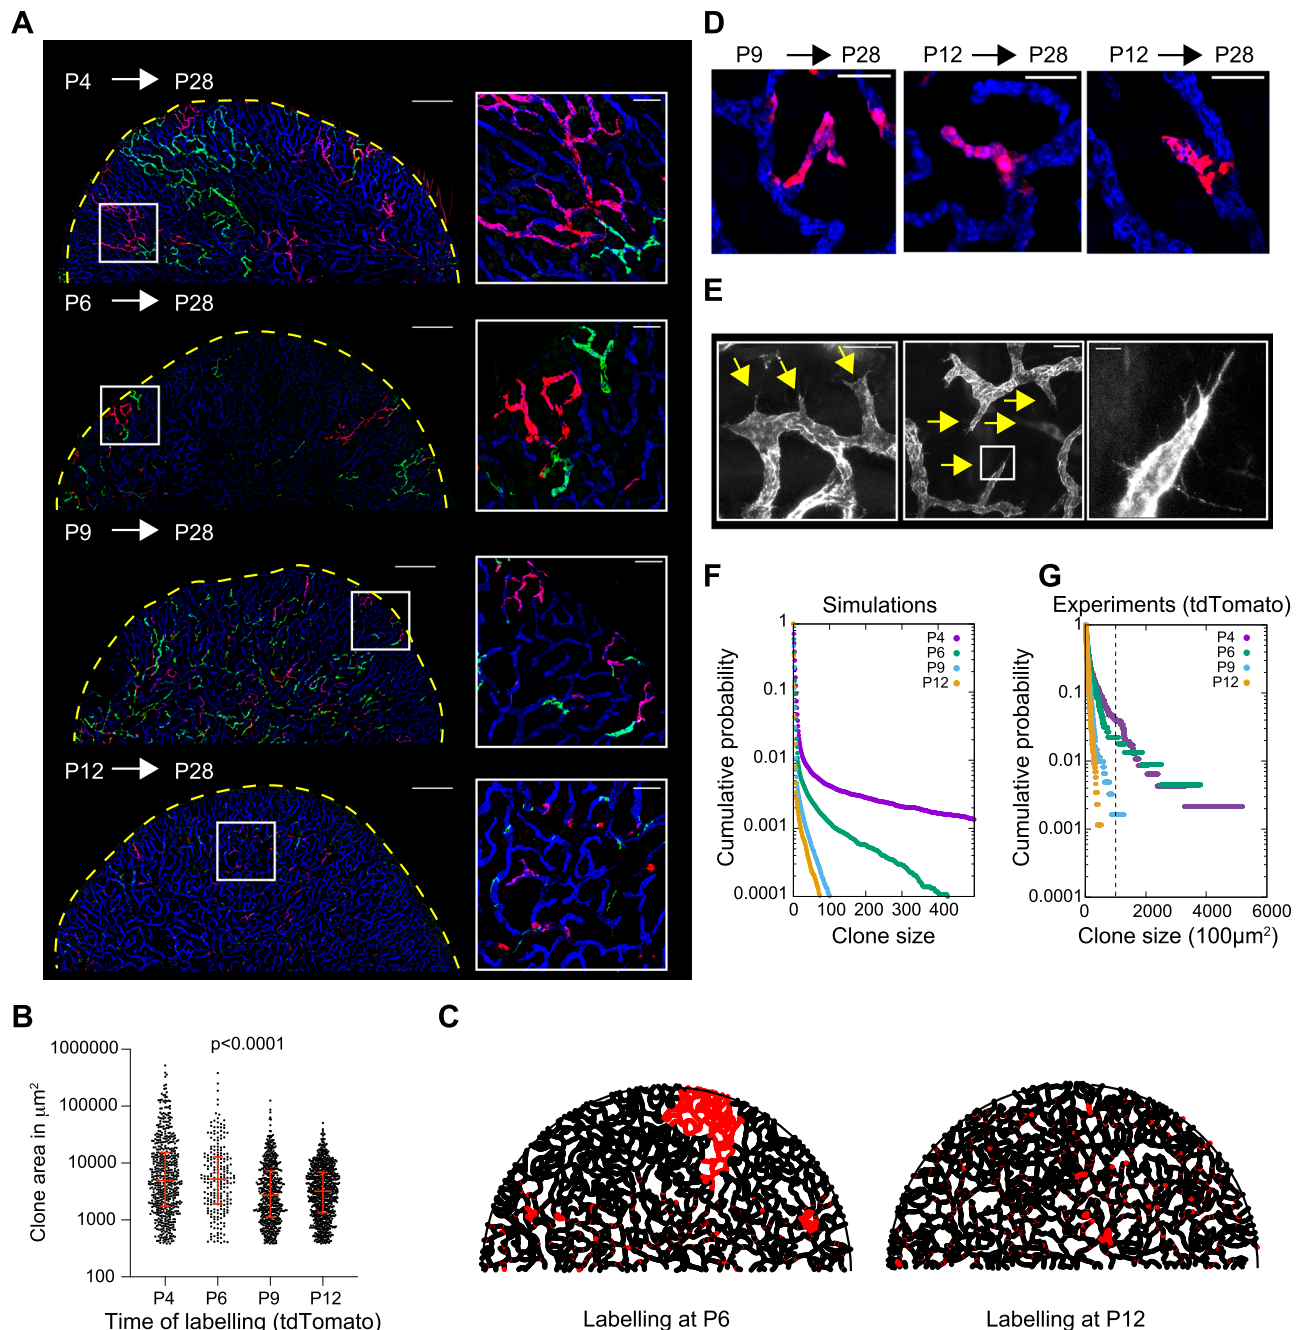 A
P4 → P28
P6 → P28
P9 → P28
P12 → P28
D
P9 → P28 P12 → P28 P12 → P28
E
F
Simulations
Cumulative probability
1
0.1
0.01
0.001
0.0001
P4
P6
P9
P12
0 100 200 300 400
Clone size
G
Experiments (tdTomato)
Cumulative probability
1
0.1
0.01
0.001
0.0001
P4
P6
P9
P12
0 2000 4000 6000
Clone size (100µm²)
B
p<0.0001
Clone area in µm²
1000000
100000
10000
1000
100
P4 P6 P9 P12
Time of labelling (tdTomato)
C
Labelling at P6
Labelling at P12